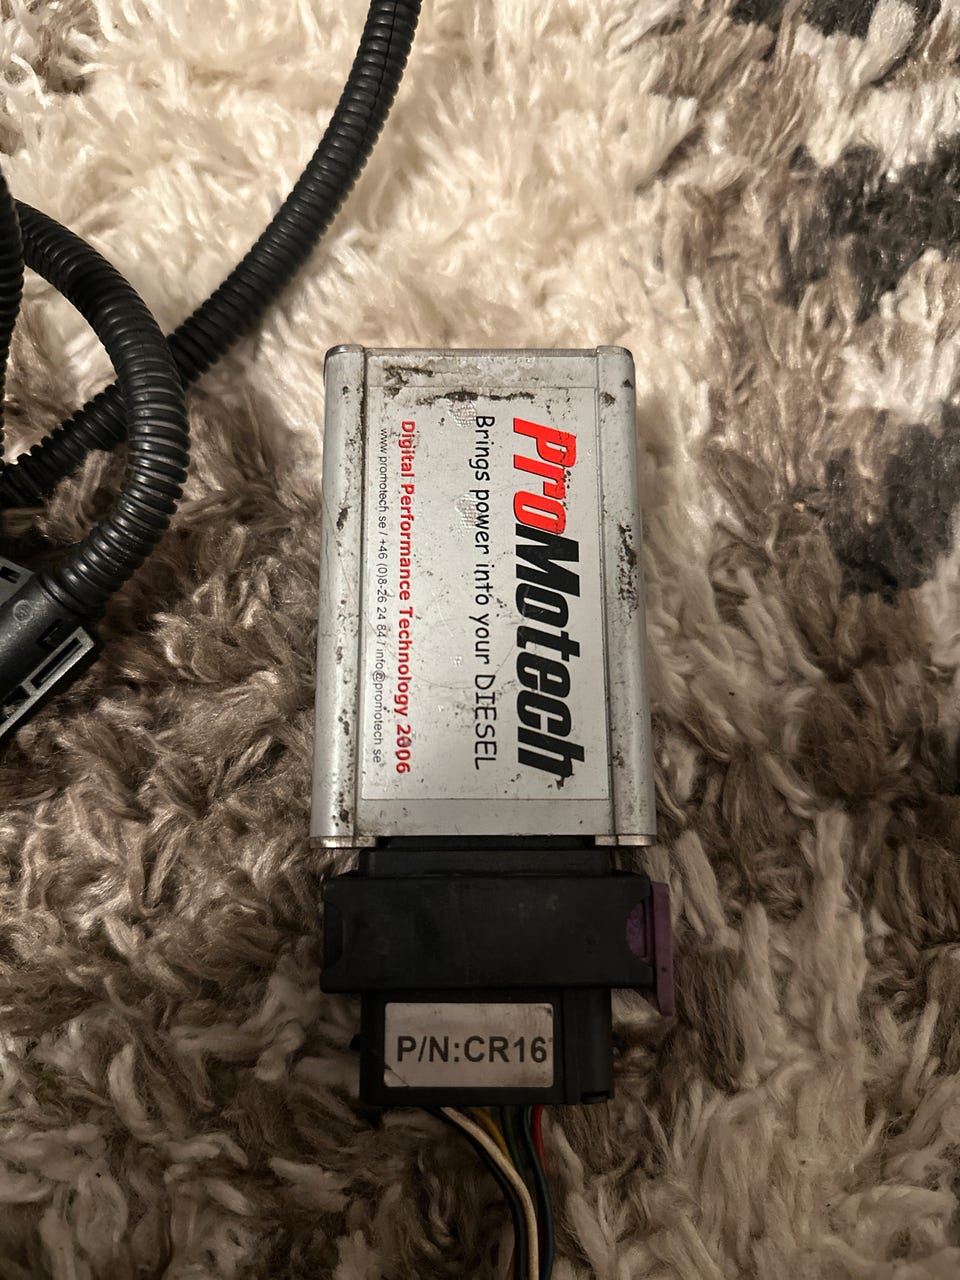 ProMotech
Brings power into your DIESEL
Digital Performance Technology 2006
www.promotech.se / +46 (0)8-26 24 84 / info@promotech.se
P/N:CR16